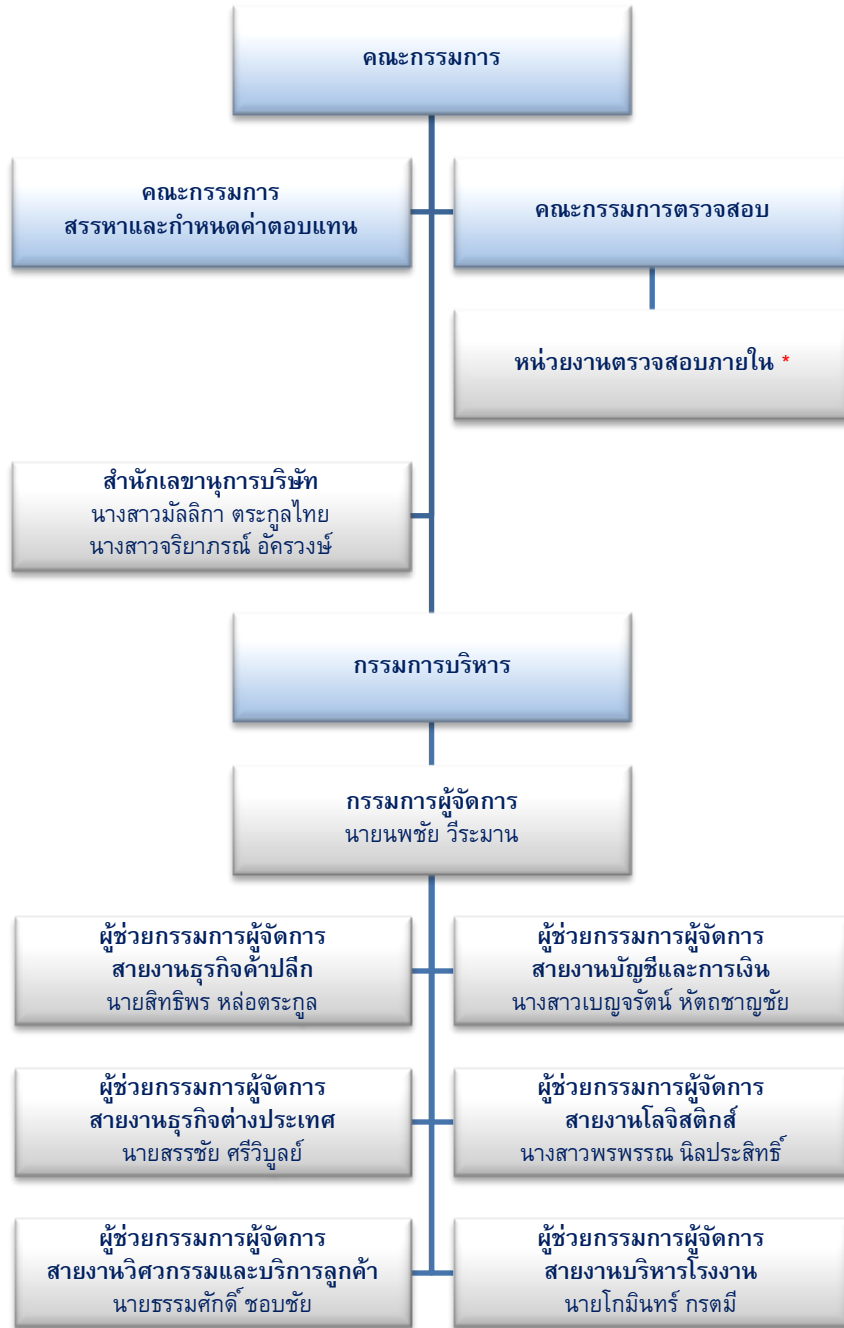 คณะกรรมการ
คณะกรรมการ
สรรหาและกำหนดค่าตอบแทน
คณะกรรมการตรวจสอบ
หน่วยงานตรวจสอบภายใน *
สำนักเลขานุการบริษัท
นางสาวมัลลิกา ตระกูลไทย
นางสาวจริยาภรณ์ อัครวงษ์
กรรมการบริหาร
กรรมการผู้จัดการ
นายนพชัย วีระมาน
ผู้ช่วยกรรมการผู้จัดการ
สายงานธุรกิจค้าปลีก
นายสิทธิพร หล่อตระกูล
ผู้ช่วยกรรมการผู้จัดการ
สายงานบัญชีและการเงิน
นางสาวเบญจรัตน์ หัตถชาญชัย
ผู้ช่วยกรรมการผู้จัดการ
สายงานธุรกิจต่างประเทศ
นายสรรชัย ศรีวิบูลย์
ผู้ช่วยกรรมการผู้จัดการ
สายงานโลจิสติกส์
นางสาวพรพรรณ นิลประสิทธิ์
ผู้ช่วยกรรมการผู้จัดการ
สายงานวิศวกรรมและบริการลูกค้า
นายธรรมศักดิ์ ชอบชัย
ผู้ช่วยกรรมการผู้จัดการ
สายงานบริหารโรงงาน
นายโกมินทร์ กรตมี